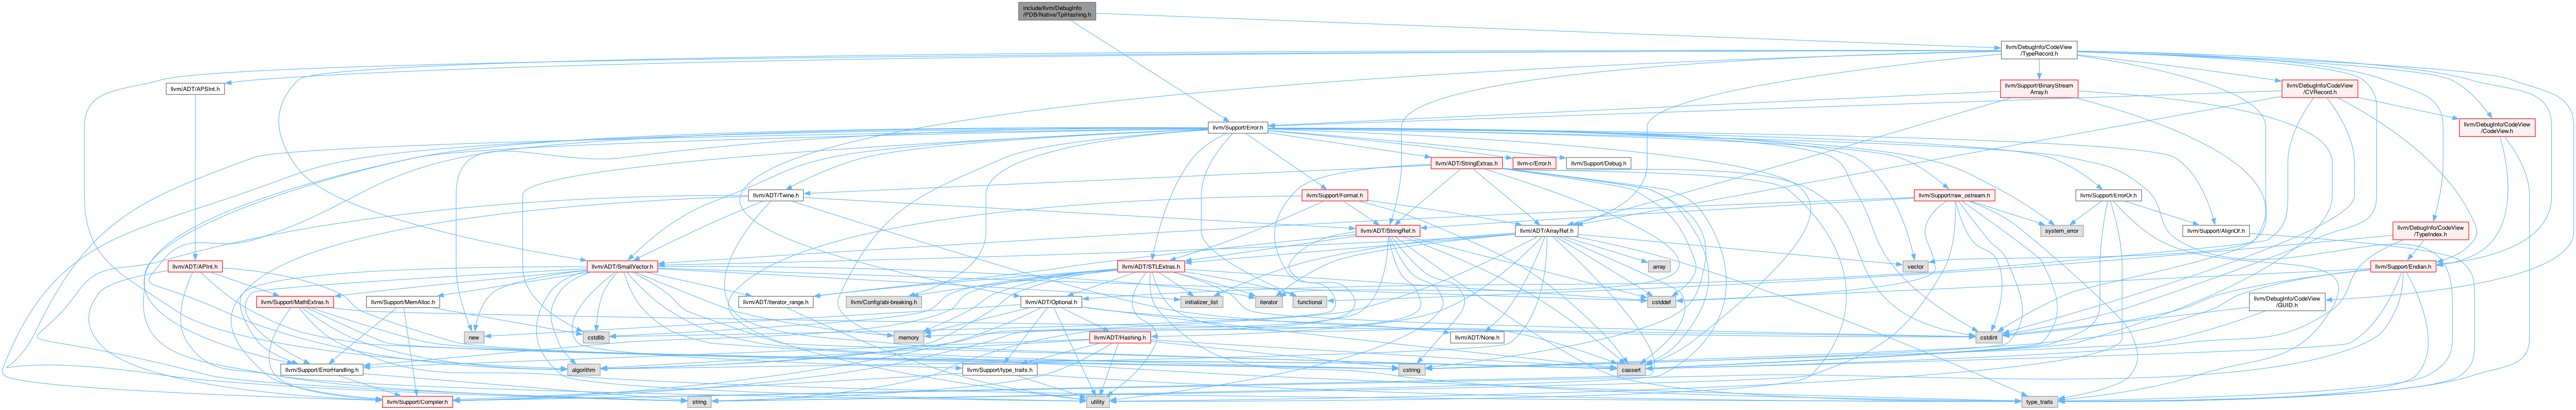 include/llvm/DebugInfo
/PDB/Native/TpiHashing.h
llvm/DebugInfo/CodeView
/TypeRecord.h
llvm/ADT/APSInt.h
llvm/Support/BinaryStream
Array.h
llvm/DebugInfo/CodeView
/CVRecord.h
llvm/Support/Error.h
llvm/DebugInfo/CodeView
/CodeView.h
llvm/ADT/StringExtras.h
llvm-c/Error.h
llvm/Support/Debug.h
llvm/ADT/Twine.h
llvm/Support/Format.h
llvm/Support/raw_ostream.h
llvm/Support/ErrorOr.h
llvm/ADT/StringRef.h
llvm/ADT/ArrayRef.h
system_error
llvm/Support/AlignOf.h
llvm/DebugInfo/CodeView
/TypeIndex.h
llvm/ADT/APInt.h
llvm/ADT/SmallVector.h
llvm/ADT/STLExtras.h
array
vector
llvm/Support/Endian.h
llvm/Support/MathExtras.h
llvm/Support/MemAlloc.h
llvm/ADT/iterator_range.h
llvm/Config/abi-breaking.h
llvm/ADT/Optional.h
initializer_list
iterator
functional
cstddef
llvm/DebugInfo/CodeView
/GUID.h
new
cstdlib
memory
llvm/ADT/Hashing.h
llvm/ADT/None.h
cstdint
llvm/Support/ErrorHandling.h
algorithm
llvm/Support/type_traits.h
cstring
cassert
llvm/Support/Compiler.h
string
utility
type_traits